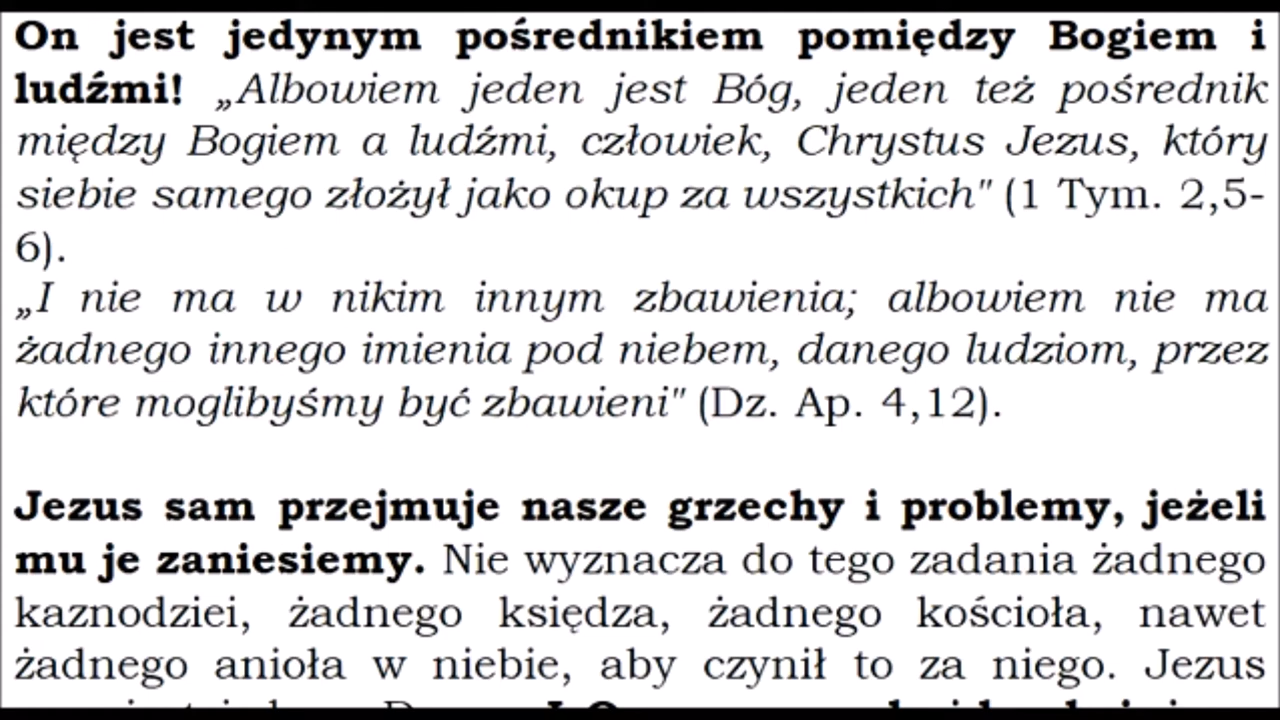 On jest jedynym pośrednikiem pomiędzy Bogiem i
ludźmi! „Albowiem jeden jest Bóg, jeden też pośrednik
między Bogiem a ludźmi, człowiek, Chrystus Jezus, który
siebie samego złożył jako okup za wszystkich" (1 Tym. 2,5-
6).
„I nie ma w nikim innym zbawienia; albowiem nie ma
żadnego innego imienia pod niebem, danego ludziom, przez
które moglibyśmy być zbawieni" (Dz. Ap. 4,12).
Jezus sam przejmuje nasze grzechy i problemy, jeżeli
mu je zaniesiemy. Nie wyznacza do tego zadania żadnego
kaznodziei, żadnego księdza, żadnego kościoła, nawet
żadnego anioła w niebie, aby czynił to za niego. Jezus